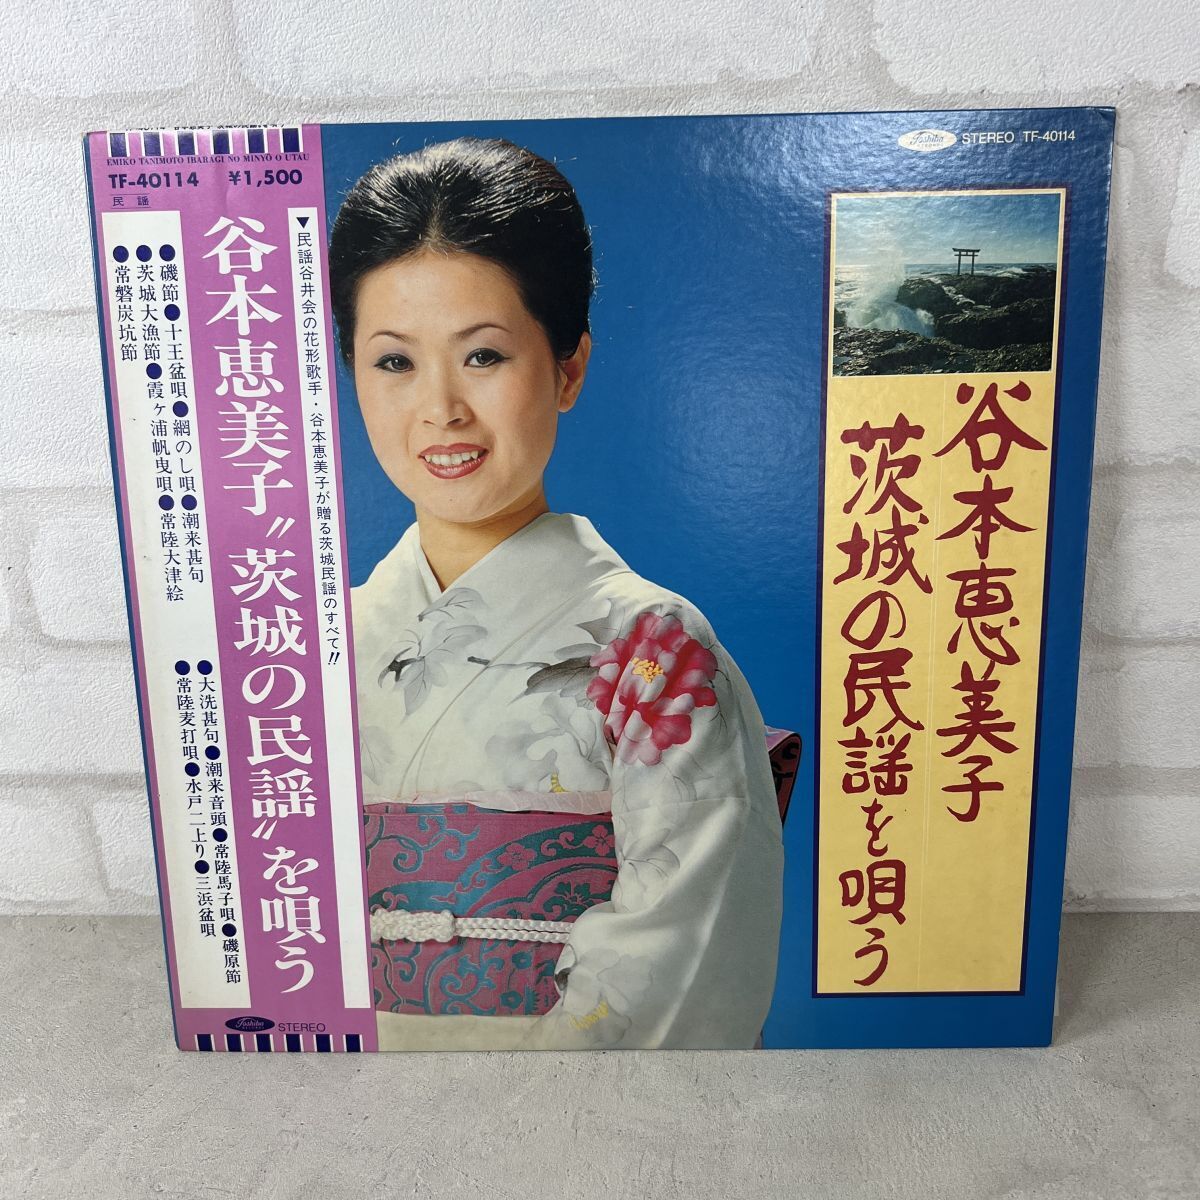 EMIKO TANIMOTO IBARAGI NO MINYŌ O UTAU
TF-40114 ¥1,500
民謡
▼民謡谷井会の花形歌手・谷本恵美子が贈る茨城民謡のすべて!!
谷本恵美子〝茨城の民謡〟を唄う
●磯節●十王盆唄●網のし唄●潮来甚句
●茨城大漁節●霞ヶ浦帆曳唄●常陸大津絵
●常磐炭坑節
●大洗甚句●潮来音頭●常陸馬子唄●磯原節
●常陸麦打唄●水戸二上り●三浜盆唄
Toshiba
RECORDS
STEREO
Toshiba
RECORDS
STEREO TF-40114
谷本恵美子
茨城の民謡を唄う